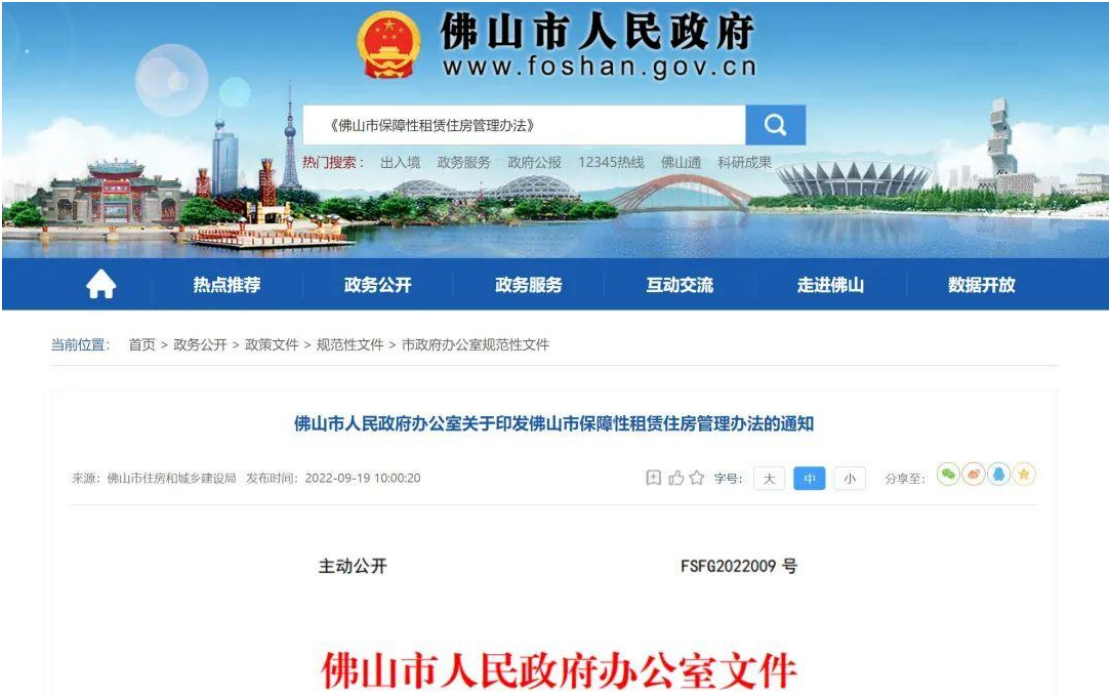 佛山市人民政府
www.foshan.gov.cn
《佛山市保障性租赁住房管理办法》
热门搜索： 出入境 政务服务 政府公报 12345热线 佛山通 科研成果
热点推荐 政务公开 政务服务 互动交流 走进佛山 数据开放
当前位置： 首页 > 政务公开 > 政策文件 > 规范性文件 > 市政府办公室规范性文件
佛山市人民政府办公室关于印发佛山市保障性租赁住房管理办法的通知
来源：佛山市住房和城乡建设局 发布时间：2022-09-19 10:00:20 字号： 大 中 小 分享至：
主动公开 FSFG2022009 号
佛山市人民政府办公室文件